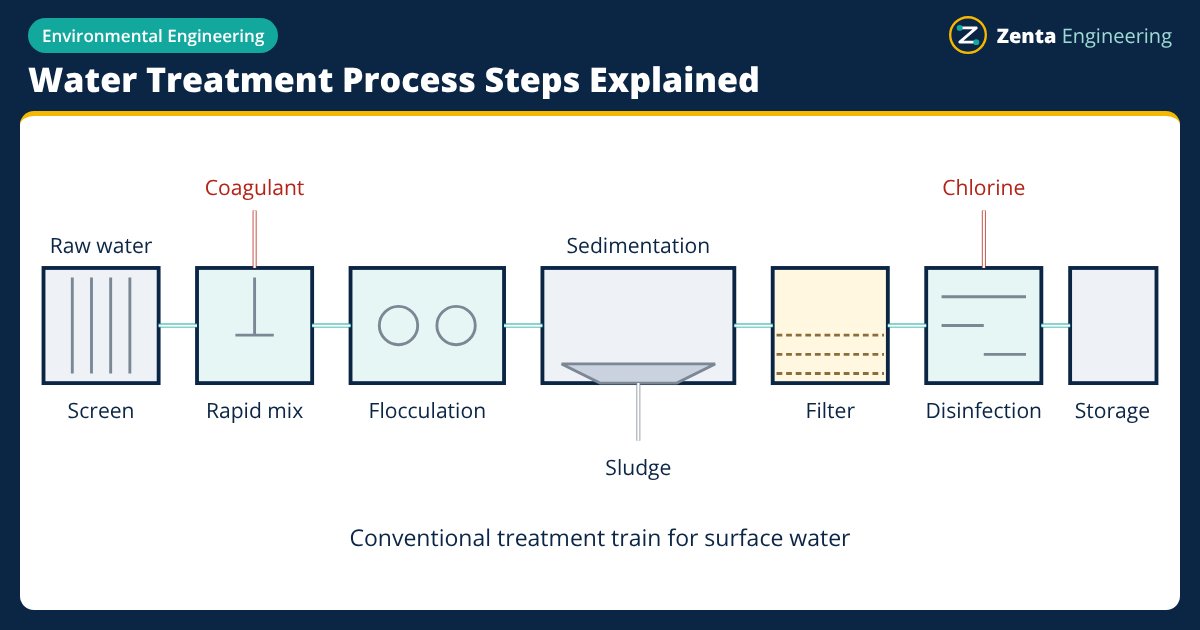 Environmental Engineering
Zenta Engineering
Water Treatment Process Steps Explained
Coagulant
Chlorine
Raw water
Sedimentation
Screen
Rapid mix
Flocculation
Filter
Disinfection
Storage
Sludge
Conventional treatment train for surface water